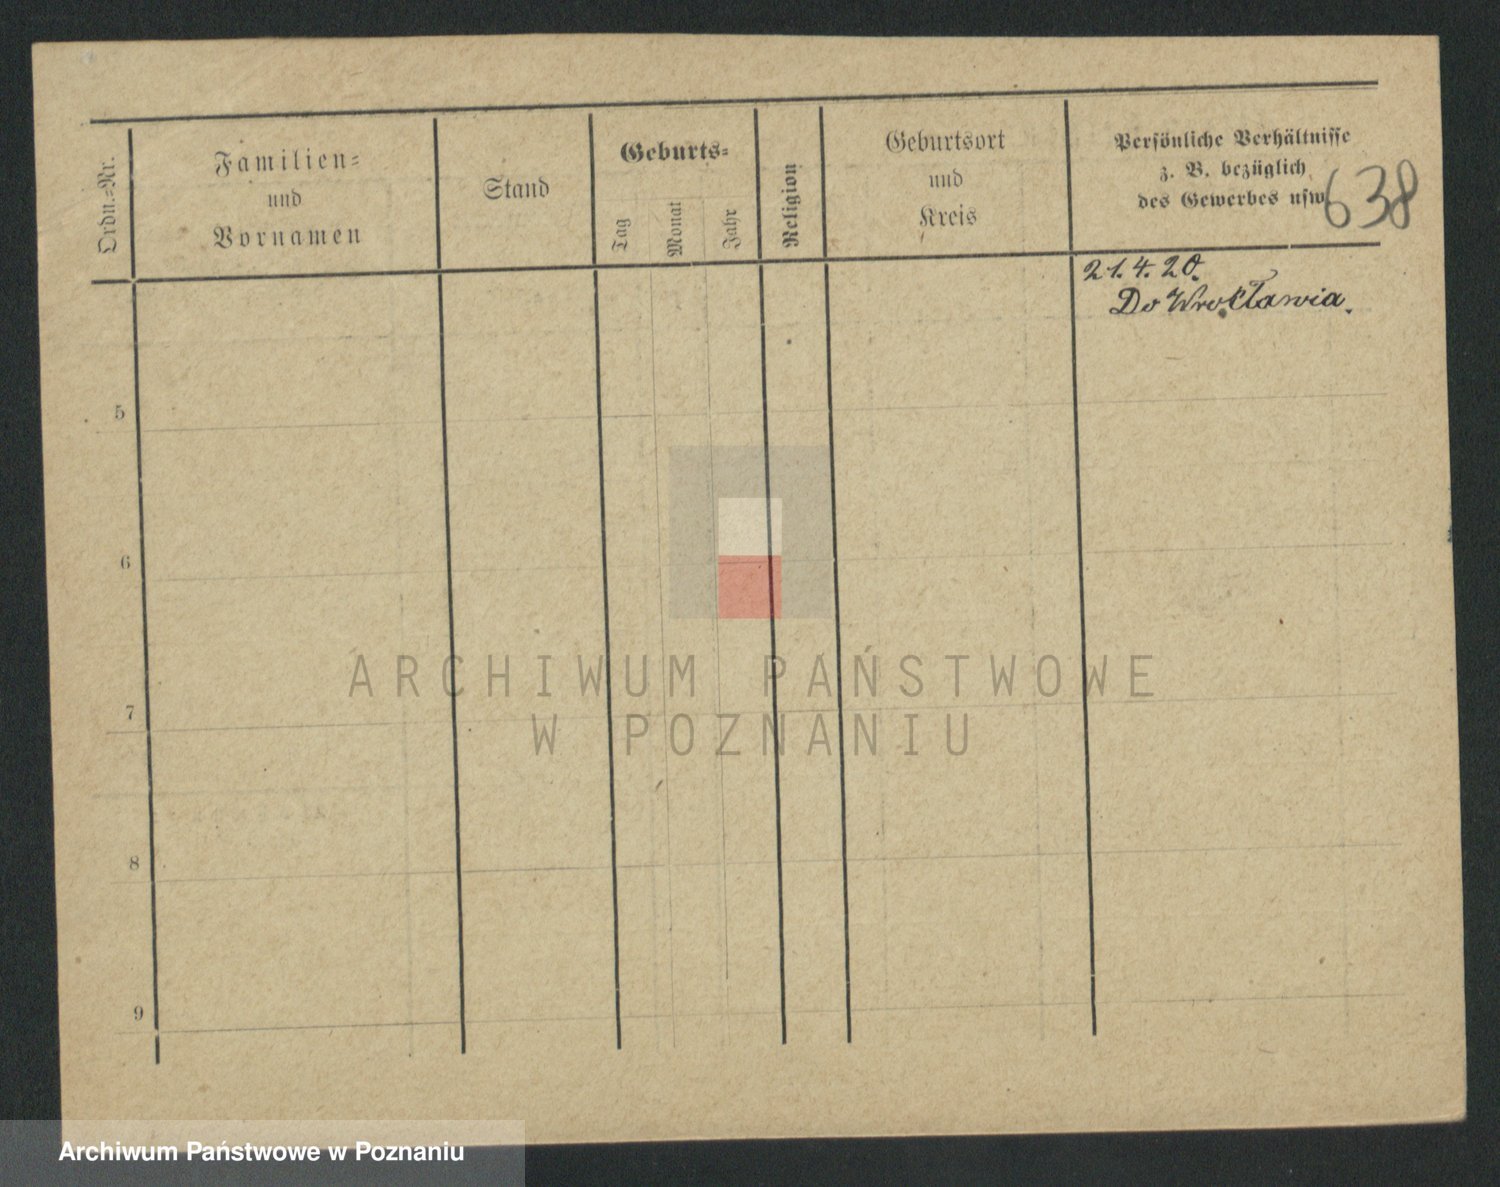 Ordn.-Nr.
Familien-
und
Vornamen
Stand
Geburts-
Tag
Monat
Jahr
Religion
Geburtsort
und
Kreis
Persönliche Verhältnisse
z. B. bezüglich
des Gewerbes usw.
638
21.4.20.
Do Wrocławia.
5
6
7
8
9
ARCHIWUM PAŃSTWOWE
W POZNANIU
Archiwum Państwowe w Poznaniu